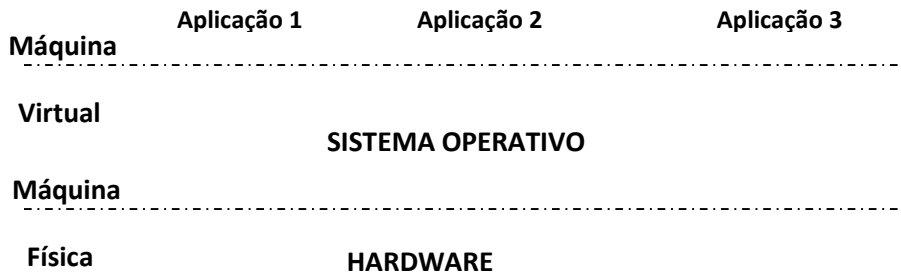 Aplicação 1 Aplicação 2 Aplicação 3
Máquina
Virtual
SISTEMA OPERATIVO
Máquina
Física
HARDWARE